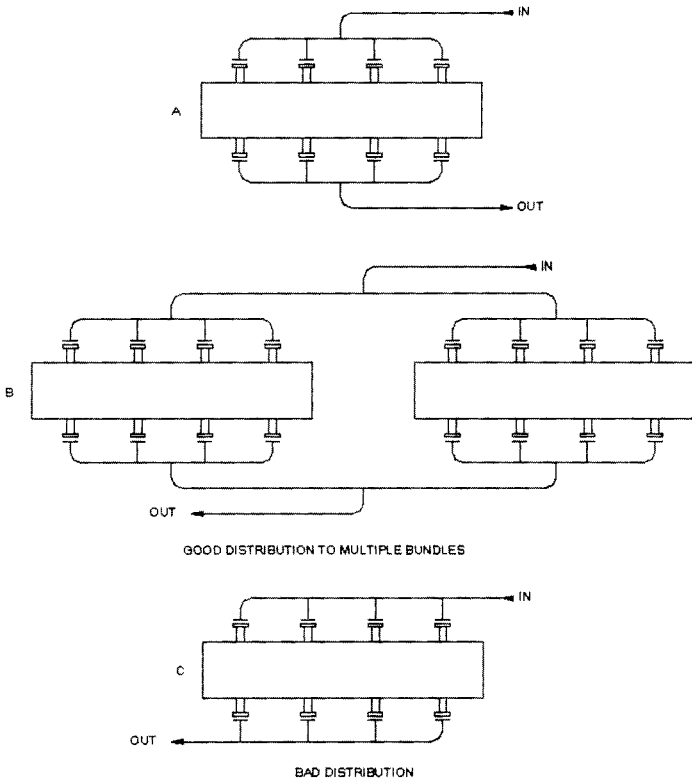 IN
A
OUT
IN
B
OUT
GOOD DISTRIBUTION TO MULTIPLE BUNDLES
IN
C
OUT
BAD DISTRIBUTION